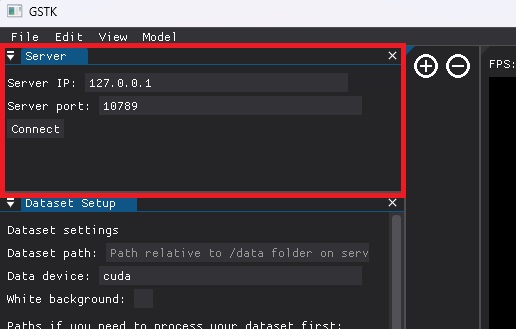 GSTK
File Edit View Model
Server
FPS:
Server IP: 127.0.0.1
Server port: 10789
Connect
Dataset Setup
Dataset settings
Dataset path: Path relative to /data folder on serv
Data device: cuda
White background:
Paths if you need to process your dataset first: